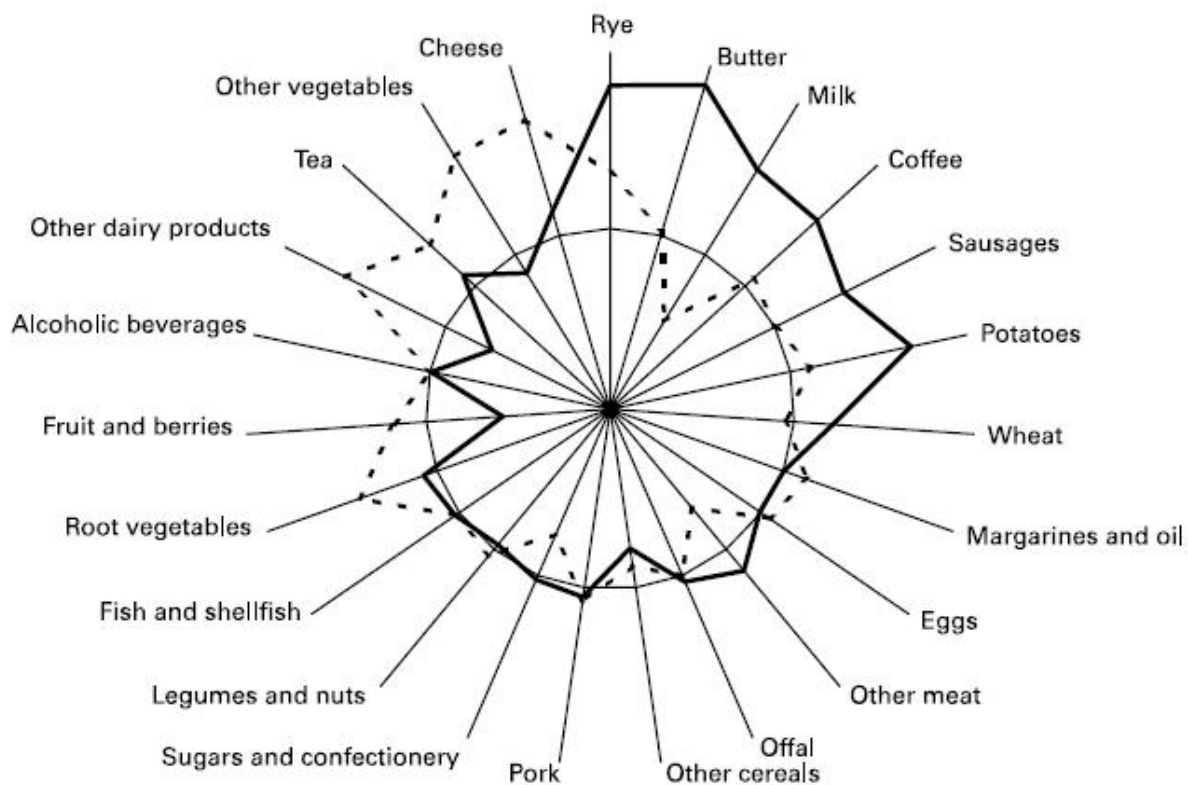 Rye
Butter
Milk
Coffee
Sausages
Potatoes
Wheat
Margarines and oil
Eggs
Other meat
Offal
Other cereals
Pork
Sugars and confectionery
Legumes and nuts
Fish and shellfish
Root vegetables
Fruit and berries
Alcoholic beverages
Other dairy products
Tea
Other vegetables
Cheese